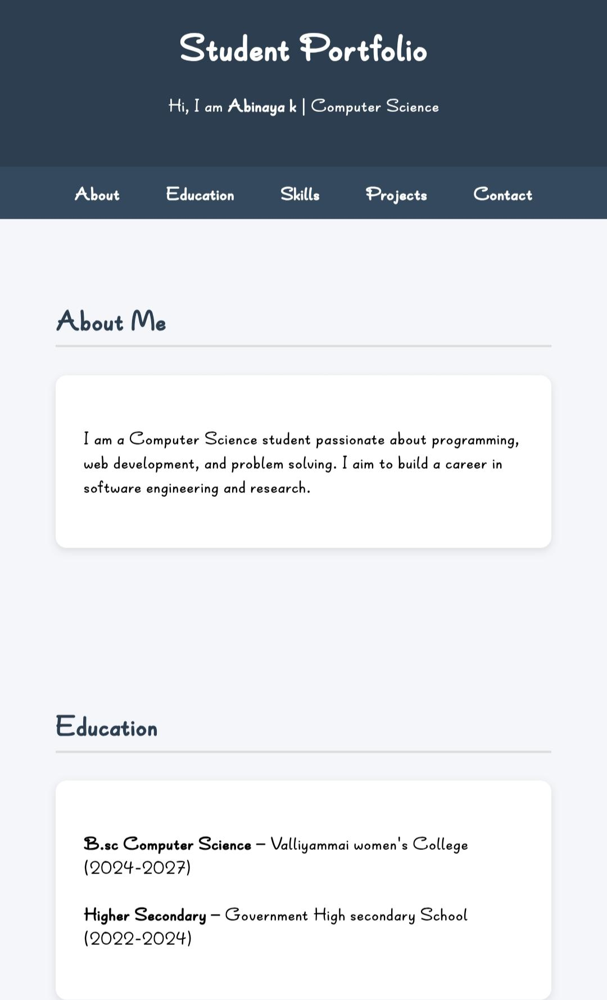 Student Portfolio
Hi, I am Abinaya k | Computer Science
About Education Skills Projects Contact
About Me
I am a Computer Science student passionate about programming,
web development, and problem solving. I aim to build a career in
software engineering and research.
Education
B.sc Computer Science – Valliyammai women's College
(2024-2027)
Higher Secondary – Government High secondary School
(2022-2024)